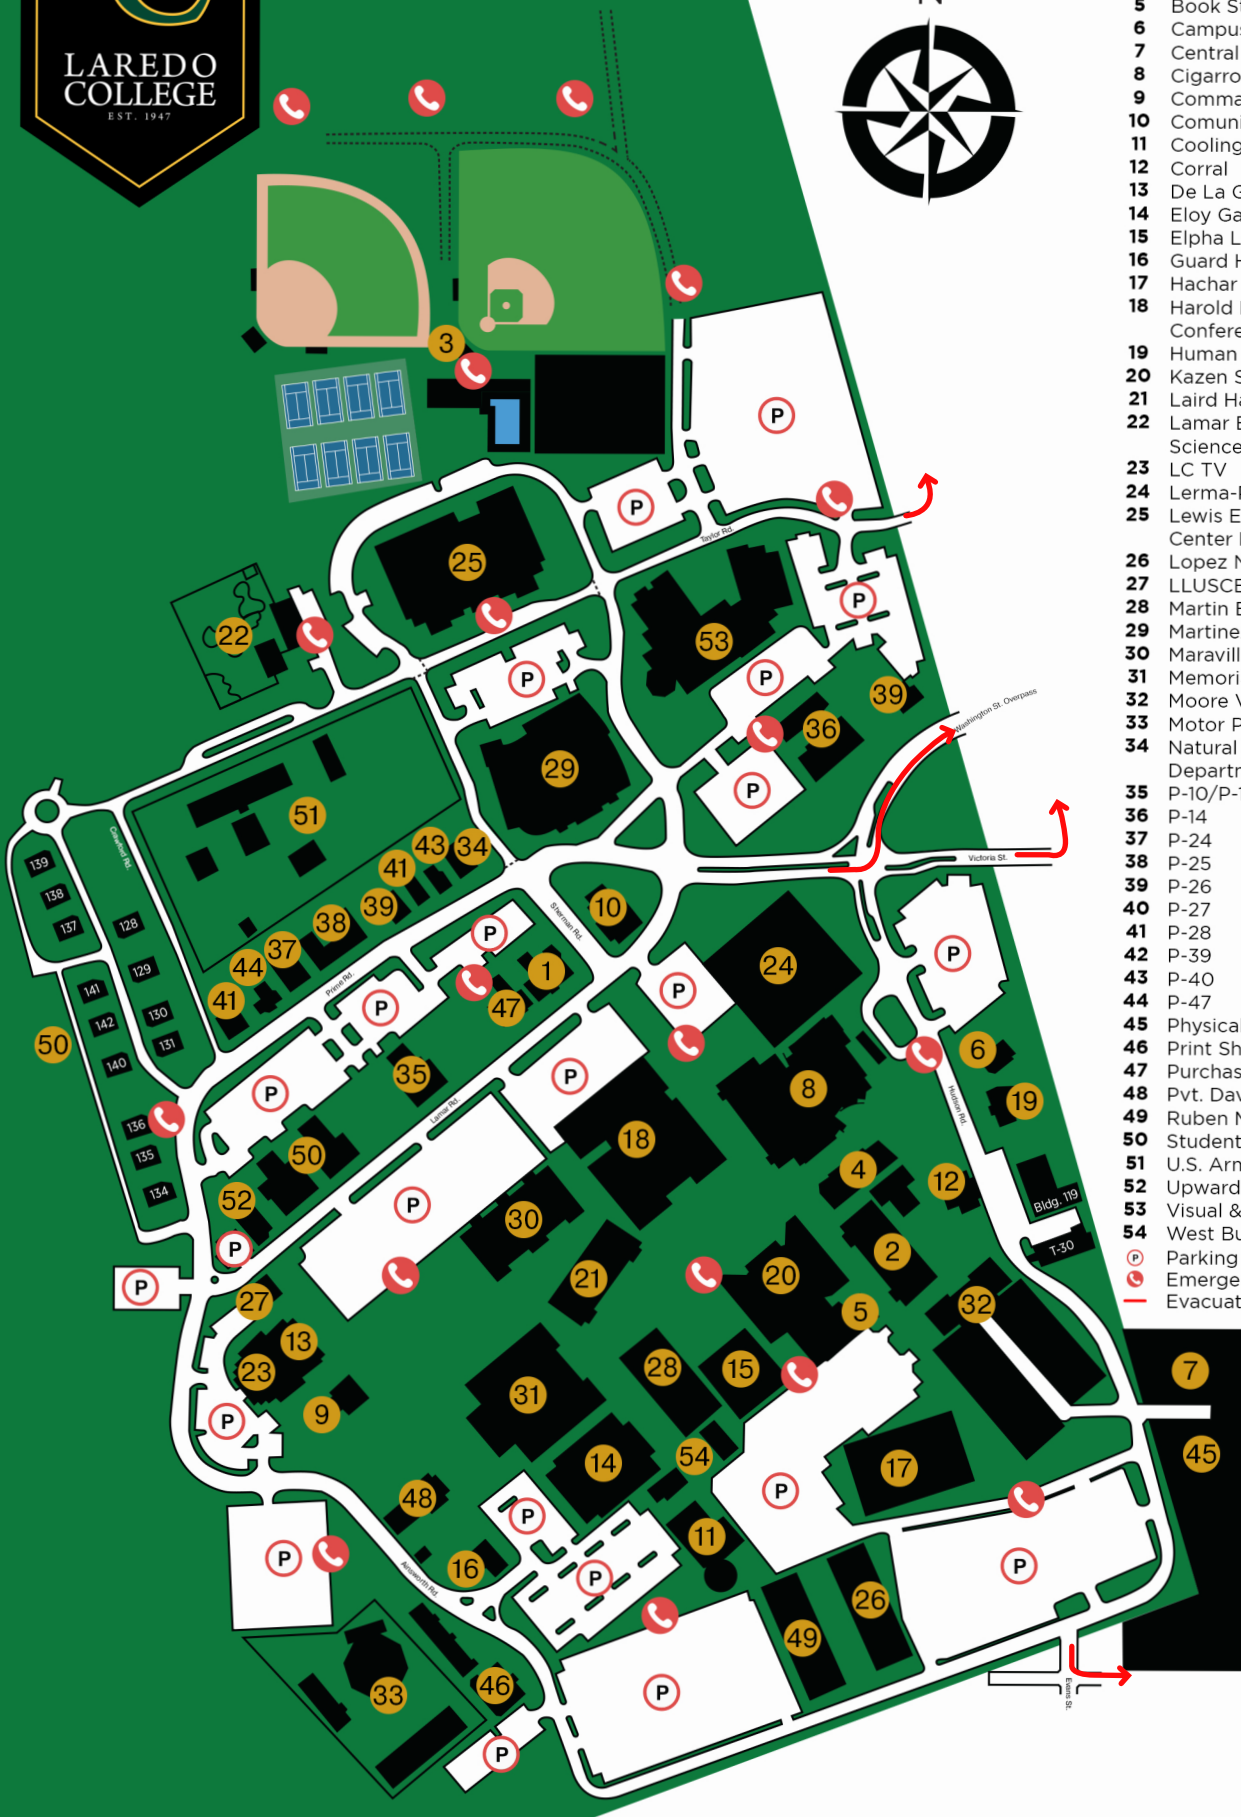 LAREDO
COLLEGE
EST. 1947
N
5 Book St
6 Campus
7 Central
8 Cigarro
9 Comma
10 Comuni
11 Cooling
12 Corral
13 De La G
14 Eloy Ga
15 Elpha L
16 Guard H
17 Hachar
18 Harold
Confere
19 Human
20 Kazen S
21 Laird Ha
22 Lamar B
Science
23 LC TV
24 Lerma-P
25 Lewis E
Center
26 Lopez N
27 LLUSCE
28 Martin B
29 Martine
30 Maravill
31 Memori
32 Moore V
33 Motor P
34 Natural
Departm
35 P-10/P-1
36 P-14
37 P-24
38 P-25
39 P-26
40 P-27
41 P-28
42 P-39
43 P-40
44 P-47
45 Physical
46 Print Sh
47 Purchas
48 Pvt. Dav
49 Ruben M
50 Student
51 U.S. Arm
52 Upward
53 Visual &
54 West Bu
P Parking
Emerge
Evacuat
3
P
P
Taylor Rd.
25
22
53
P
P
P
39
Washington St. Overpass
36
29
P
51
Crawford Rd.
139
138
137
128
129
130
131
141
142
140
136
135
134
50
43
34
41
39
38
37
44
41
Victoria St.
Sherman Rd.
10
P
1
47
Prime Rd.
P
P
24
P
P
35
P
Lamar Rd.
8
6
19
Hudson Rd.
18
50
52
P
P
30
4
12
Bldg. 119
T-30
2
P
27
21
20
5
32
13
23
9
P
31
28
15
7
45
14
54
17
48
P
P
11
16
P
P
P
Ainsworth Rd.
26
49
33
46
P
P
Evans St.